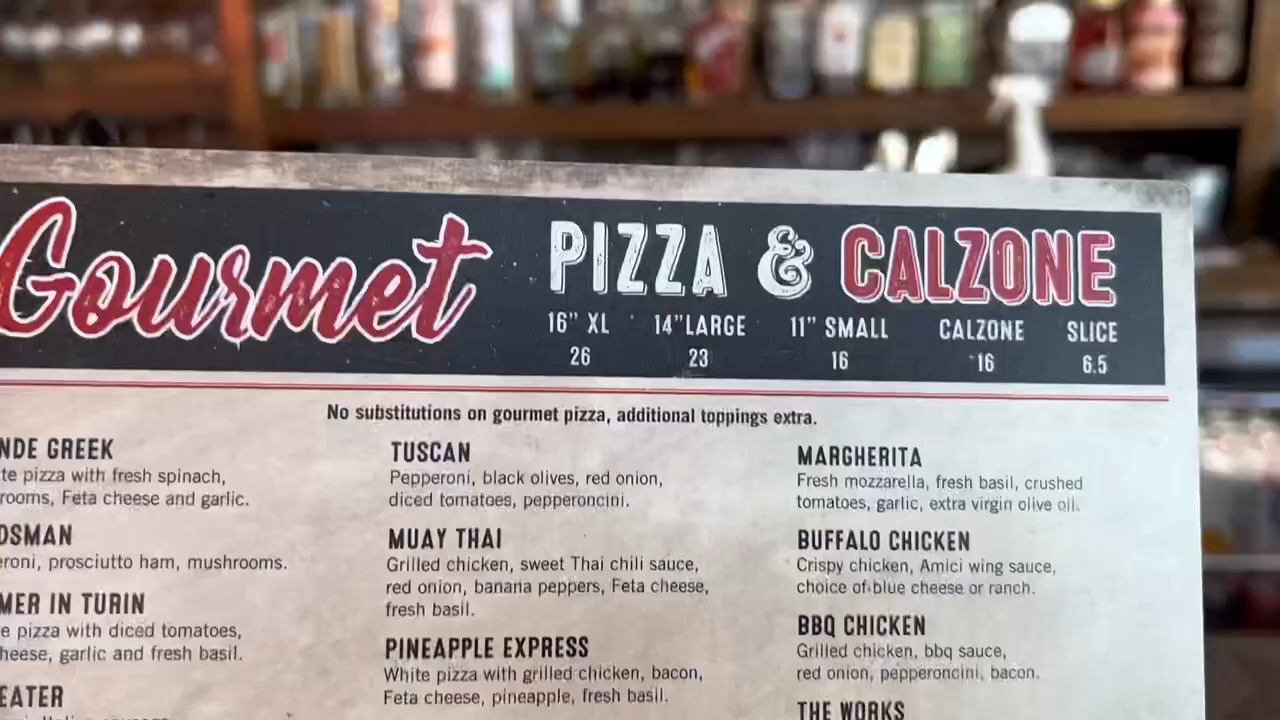 Gourmet PIZZA & CALZONE
16" XL 14"LARGE 11" SMALL CALZONE SLICE
26 23 16 16 6.5
No substitutions on gourmet pizza, additional toppings extra.
NDE GREEK
te pizza with fresh spinach,
rooms, Feta cheese and garlic.
OSMAN
eroni, prosciutto ham, mushrooms.
MER IN TURIN
e pizza with diced tomatoes,
heese, garlic and fresh basil.
EATER
TUSCAN
Pepperoni, black olives, red onion,
diced tomatoes, pepperoncini.
MUAY THAI
Grilled chicken, sweet Thai chili sauce,
red onion, banana peppers, Feta cheese,
fresh basil.
PINEAPPLE EXPRESS
White pizza with grilled chicken, bacon,
Feta cheese, pineapple, fresh basil.
MARGHERITA
Fresh mozzarella, fresh basil, crushed
tomatoes, garlic, extra virgin olive oil.
BUFFALO CHICKEN
Crispy chicken, Amici wing sauce,
choice of blue cheese or ranch.
BBQ CHICKEN
Grilled chicken, bbq sauce,
red onion, pepperoncini, bacon.
THE WORKS